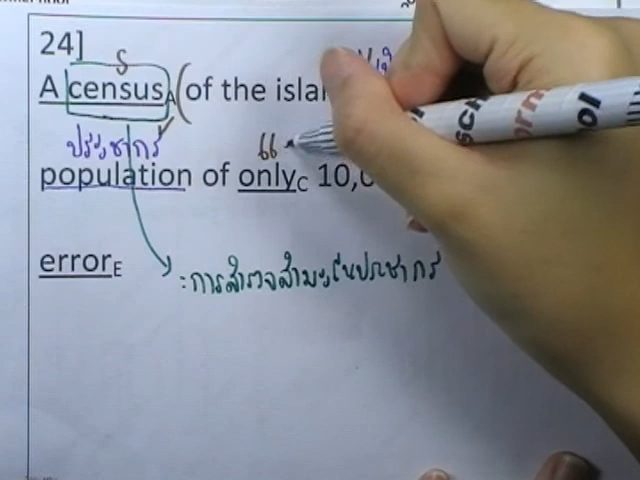 24]
S
A census A (of the islan
ประชากร แ
population of only C 10,0
error E
: การสำรวจสำมะโนประชากร